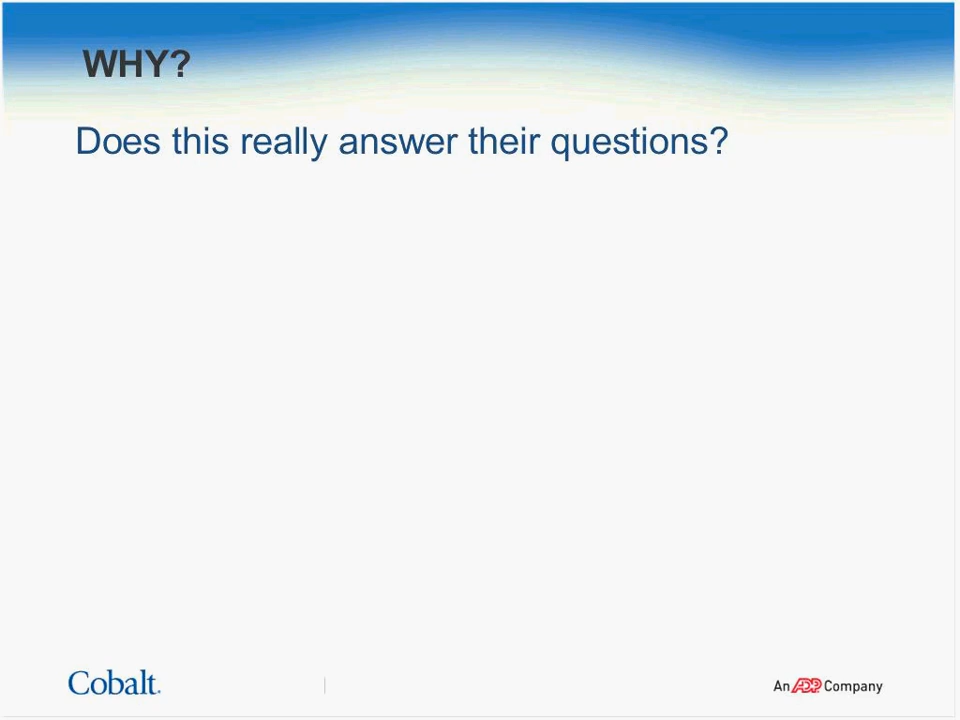 WHY?
Does this really answer their questions?
Cobalt.
An ADP Company